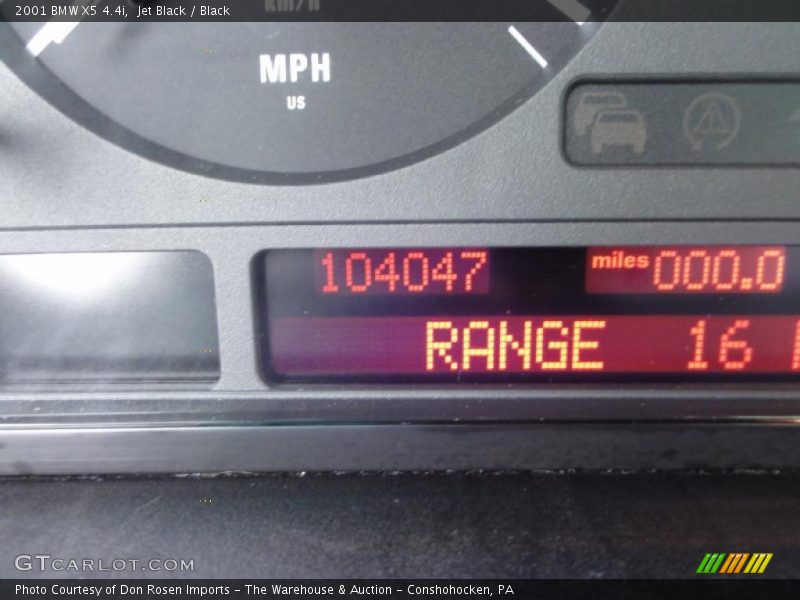 2001 BMW X5 4.4i, Jet Black / Black
km/h
MPH
US
104047
miles 000.0
RANGE 16
GTCARLOT.COM
Photo Courtesy of Don Rosen Imports - The Warehouse & Auction - Conshohocken, PA